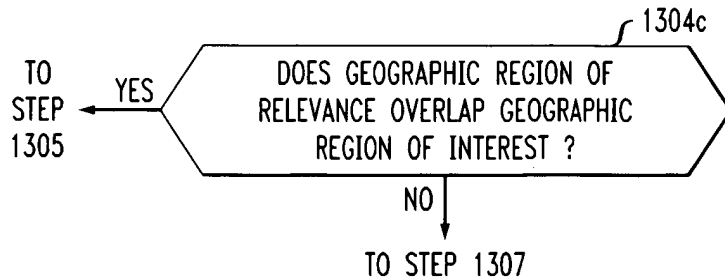 1304c
DOES GEOGRAPHIC REGION OF
RELEVANCE OVERLAP GEOGRAPHIC
REGION OF INTEREST ?
YES
TO
STEP
1305
NO
TO STEP 1307